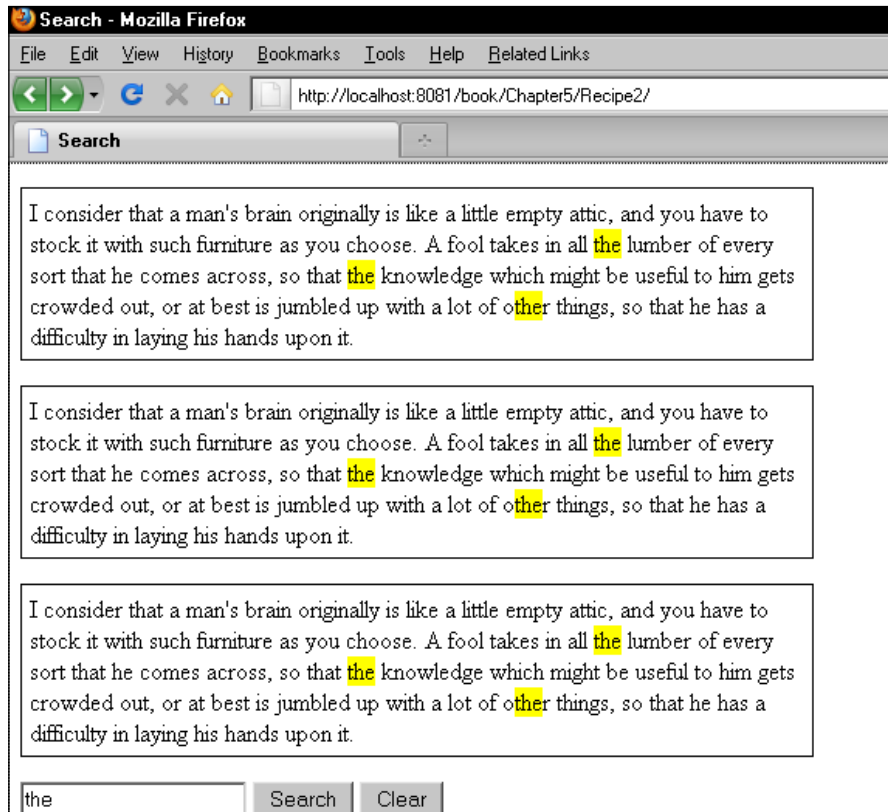 Search - Mozilla Firefox
File Edit View History Bookmarks Tools Help Related Links
http://localhost:8081/book/Chapter5/Recipe2/
Search
I consider that a man's brain originally is like a little empty attic, and you have to
stock it with such furniture as you choose. A fool takes in all the lumber of every
sort that he comes across, so that the knowledge which might be useful to him gets
crowded out, or at best is jumbled up with a lot of other things, so that he has a
difficulty in laying his hands upon it.
I consider that a man's brain originally is like a little empty attic, and you have to
stock it with such furniture as you choose. A fool takes in all the lumber of every
sort that he comes across, so that the knowledge which might be useful to him gets
crowded out, or at best is jumbled up with a lot of other things, so that he has a
difficulty in laying his hands upon it.
I consider that a man's brain originally is like a little empty attic, and you have to
stock it with such furniture as you choose. A fool takes in all the lumber of every
sort that he comes across, so that the knowledge which might be useful to him gets
crowded out, or at best is jumbled up with a lot of other things, so that he has a
difficulty in laying his hands upon it.
the Search Clear